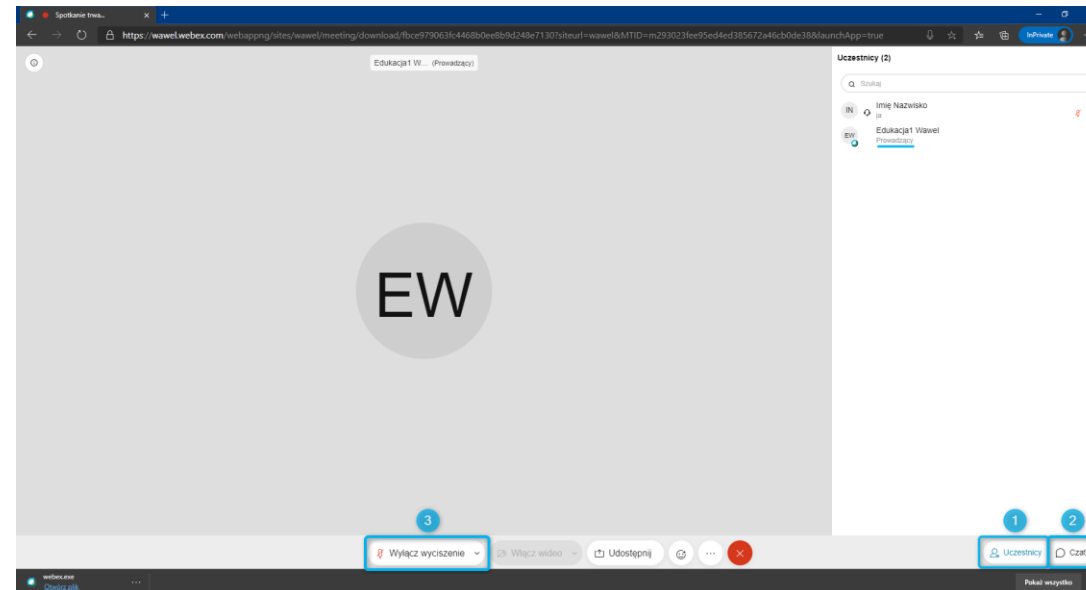 Spotkanie trwa...
https://wawel.webex.com/webappng/sites/wawel/meeting/download/fbce979063fc4468b0ee8b9d248e7130?siteurl=wawel&MTID=m293023fee95ed4ed385672a46cb0de38&launchApp=true
InPrivate
Edukacja1 W... (Prowadzący)
Uczestnicy (2)
Szukaj
IN
Imię Nazwisko
ja
EW
Edukacja1 Wawel
Prowadzący
EW
3
1
2
Wyłącz wyciszenie
Włącz wideo
Udostępnij
Uczestnicy
Czat
webex.exe
Otwórz plik
Pokaż wszystko